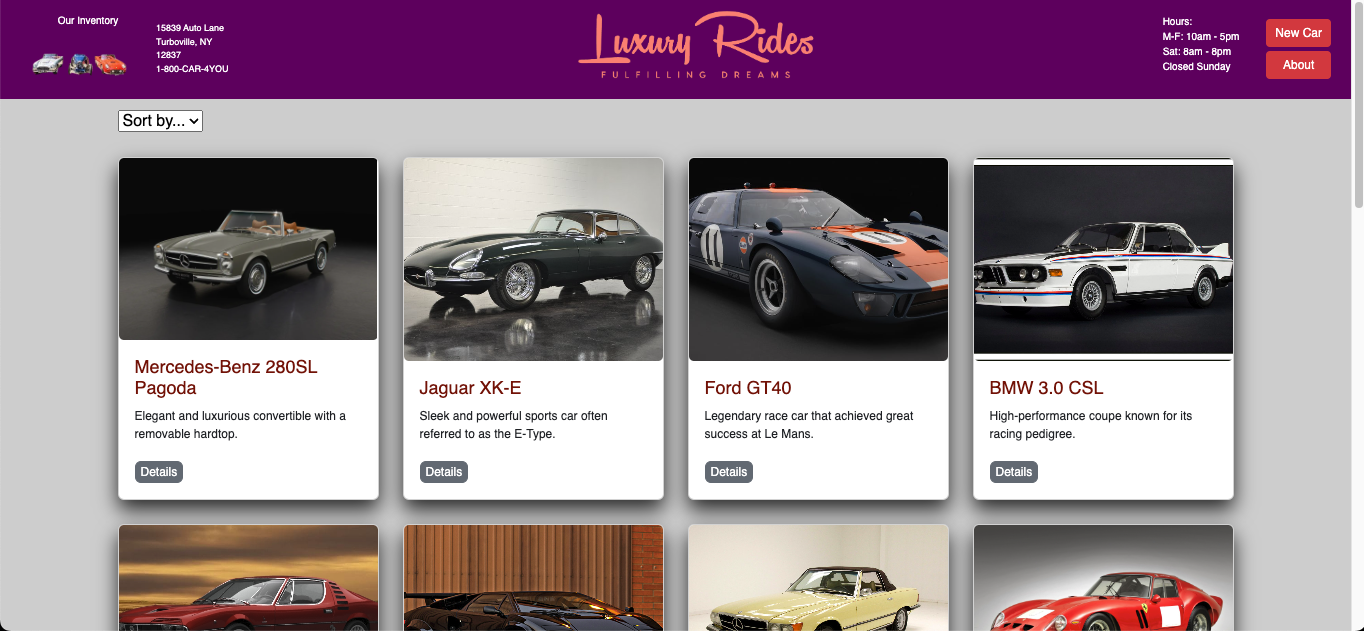 Our Inventory
15839 Auto Lane
Turboville, NY
12837
1-800-CAR-4YOU
Luxury Rides
FULFILLING DREAMS
Hours:
M-F: 10am - 5pm
Sat: 8am - 8pm
Closed Sunday
New Car
About
Sort by...
11
11
Mercedes-Benz 280SL
Pagoda
Elegant and luxurious convertible with a
removable hardtop.
Details
Jaguar XK-E
Sleek and powerful sports car often
referred to as the E-Type.
Details
Ford GT40
Legendary race car that achieved great
success at Le Mans.
Details
BMW 3.0 CSL
High-performance coupe known for its
racing pedigree.
Details